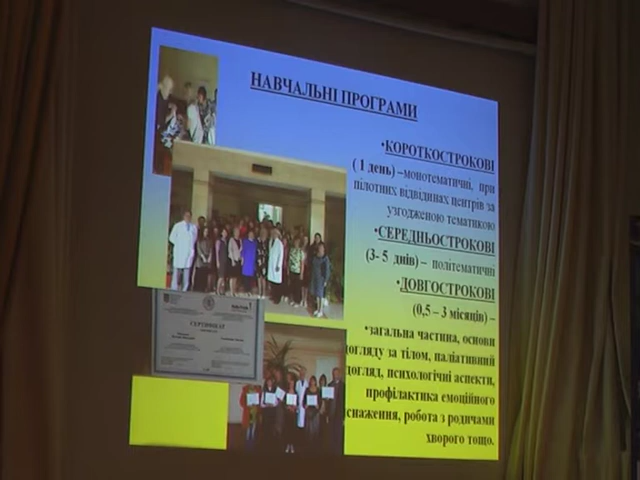 НАВЧАЛЬНІ ПРОГРАМИ
•КОРОТКОСТРОКОВІ
( 1 день) –монотематичні, при
пілотних відвідинах центрів за
узгодженою тематикою
•СЕРЕДНЬОСТРОКОВІ
(3- 5 днів) – політематичні
•ДОВГОСТРОКОВІ
(0,5 – 3 місяців) –
•загальна частина, основи
догляду за тілом, паліативний
догляд, психологічні аспекти,
профілактика емоційного
снаження, робота з родичами
хворого тощо.
СЕРТИФИКАТ